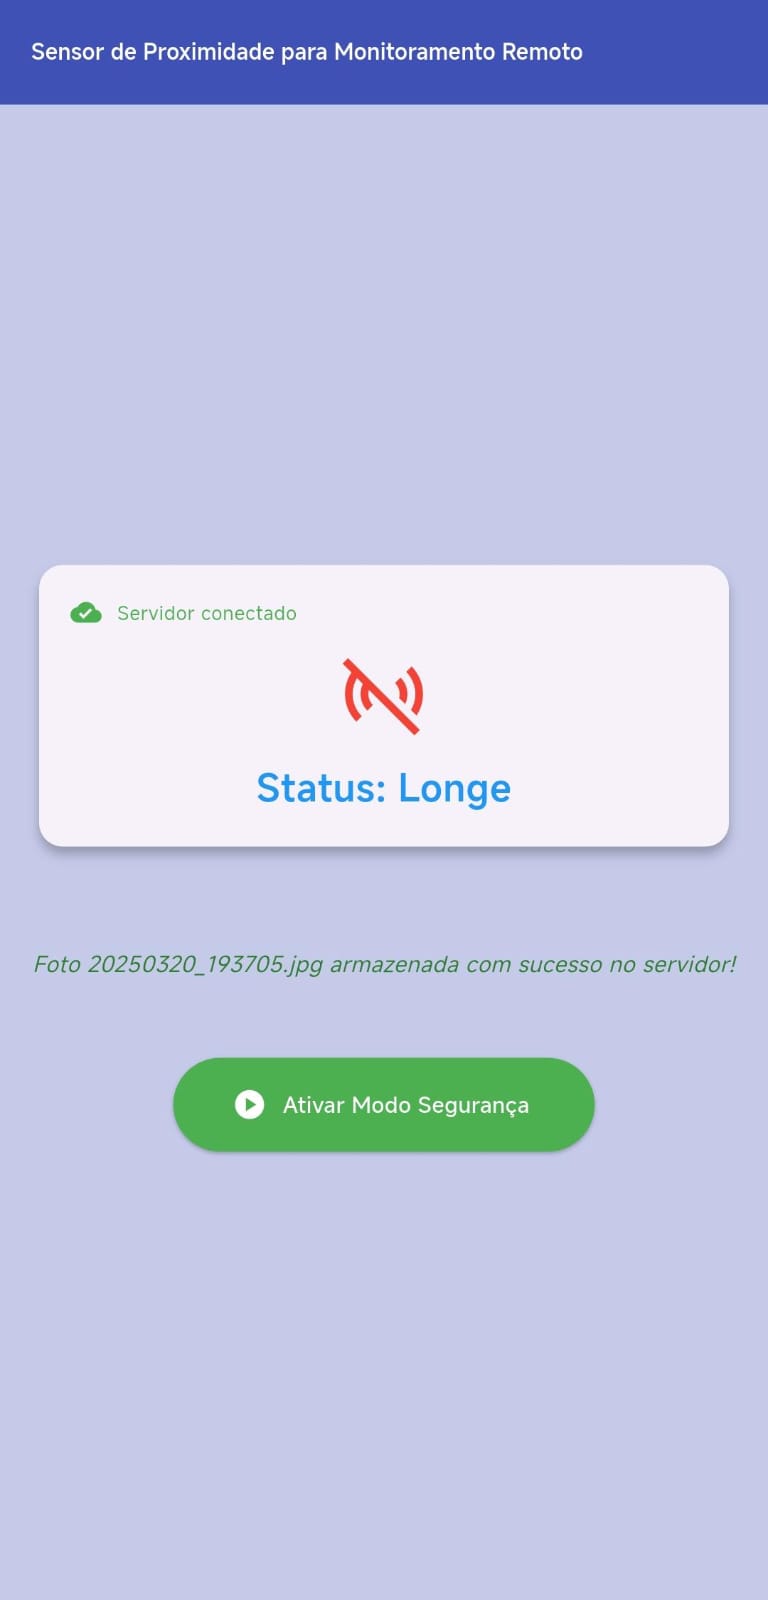 Sensor de Proximidade para Monitoramento Remoto
Servidor conectado
Status: Longe
Foto 20250320_193705.jpg armazenada com sucesso no servidor!
Ativar Modo Segurança